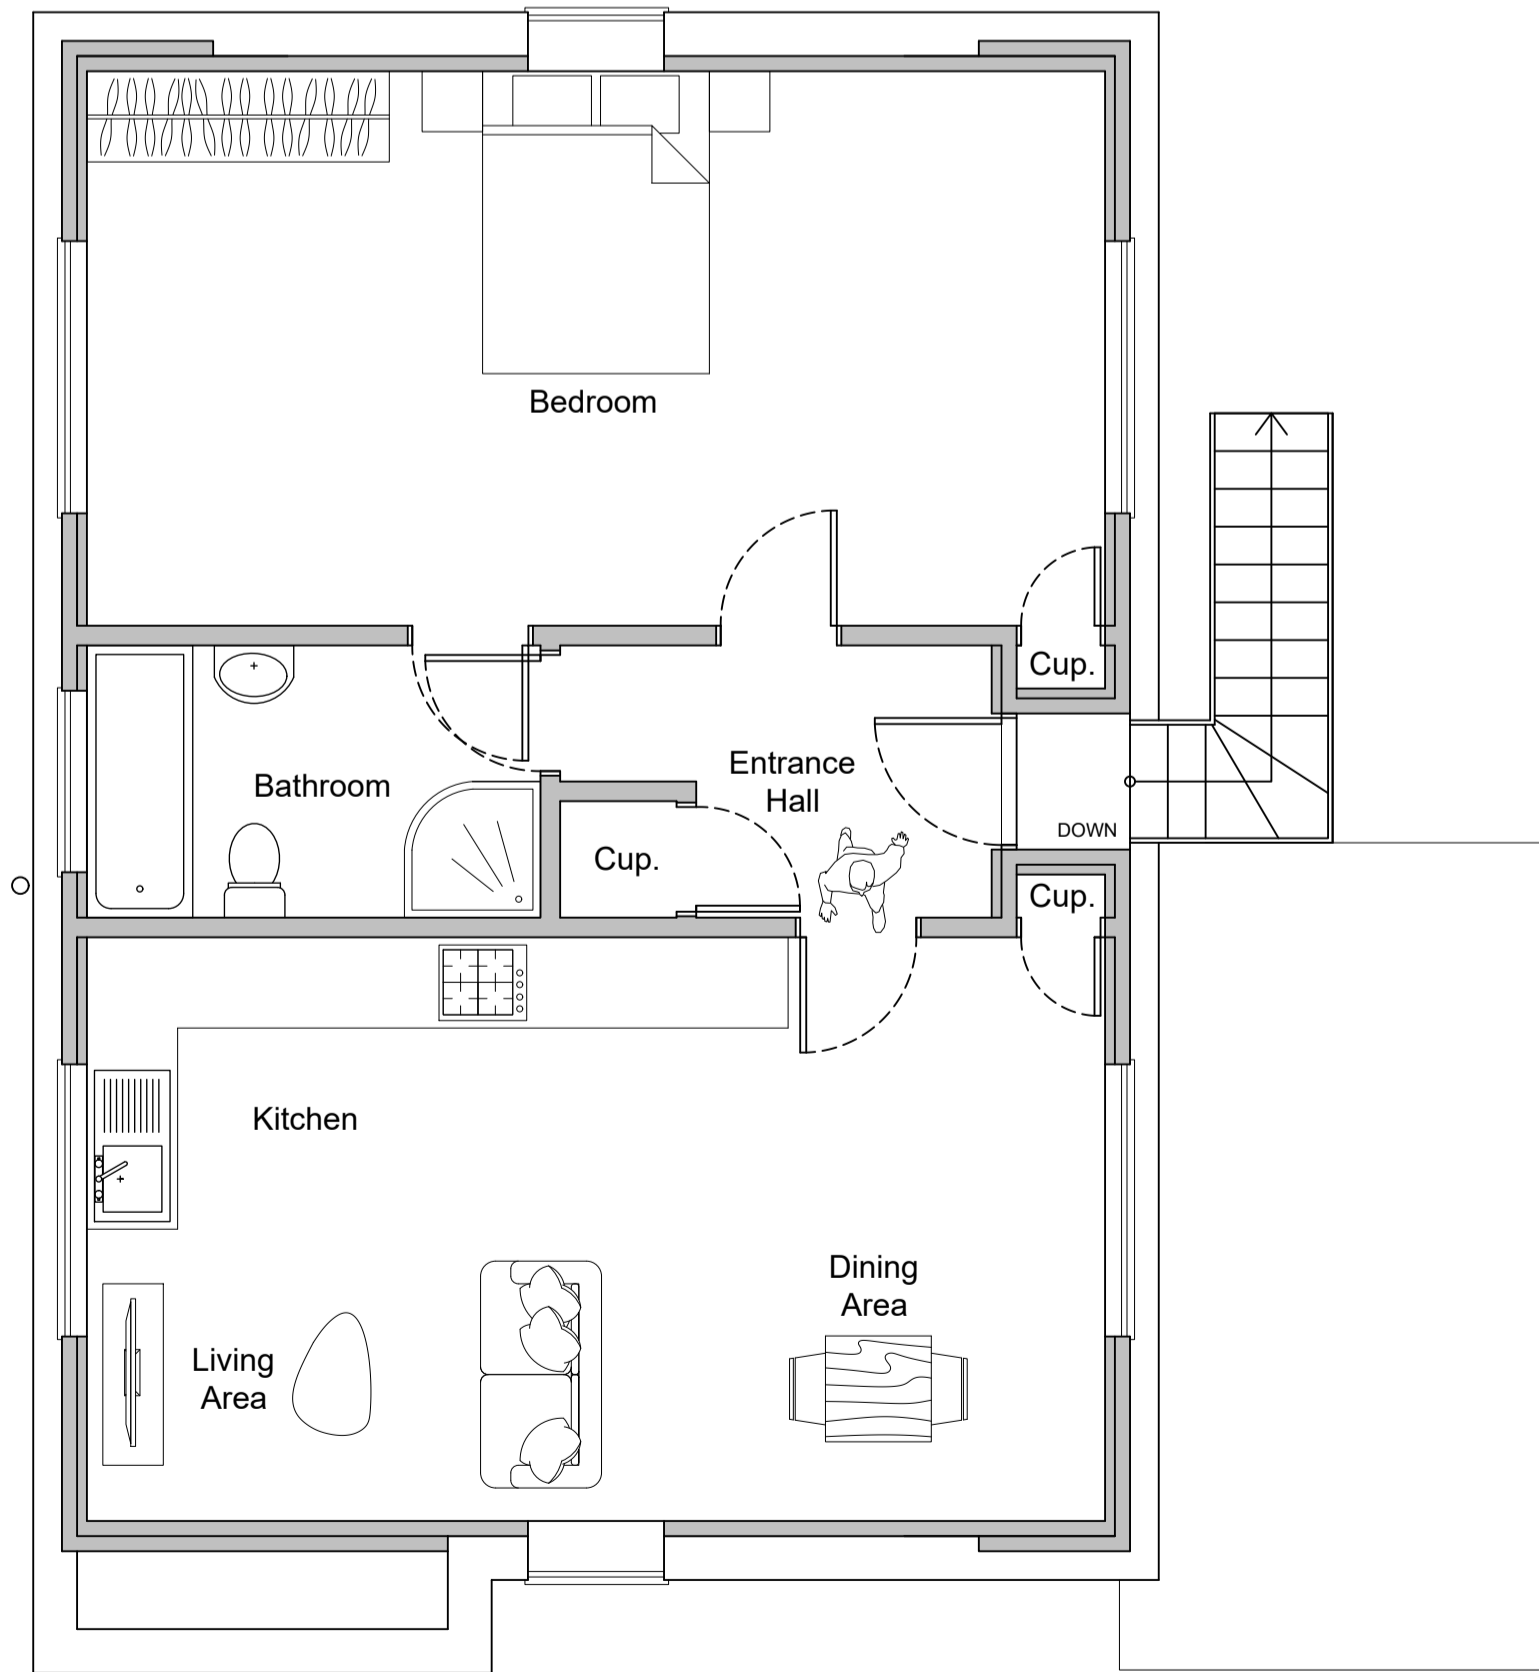 Bedroom
Cup.
Entrance
Hall
Bathroom
DOWN
Cup.
Cup.
Kitchen
Dining
Area
Living
Area